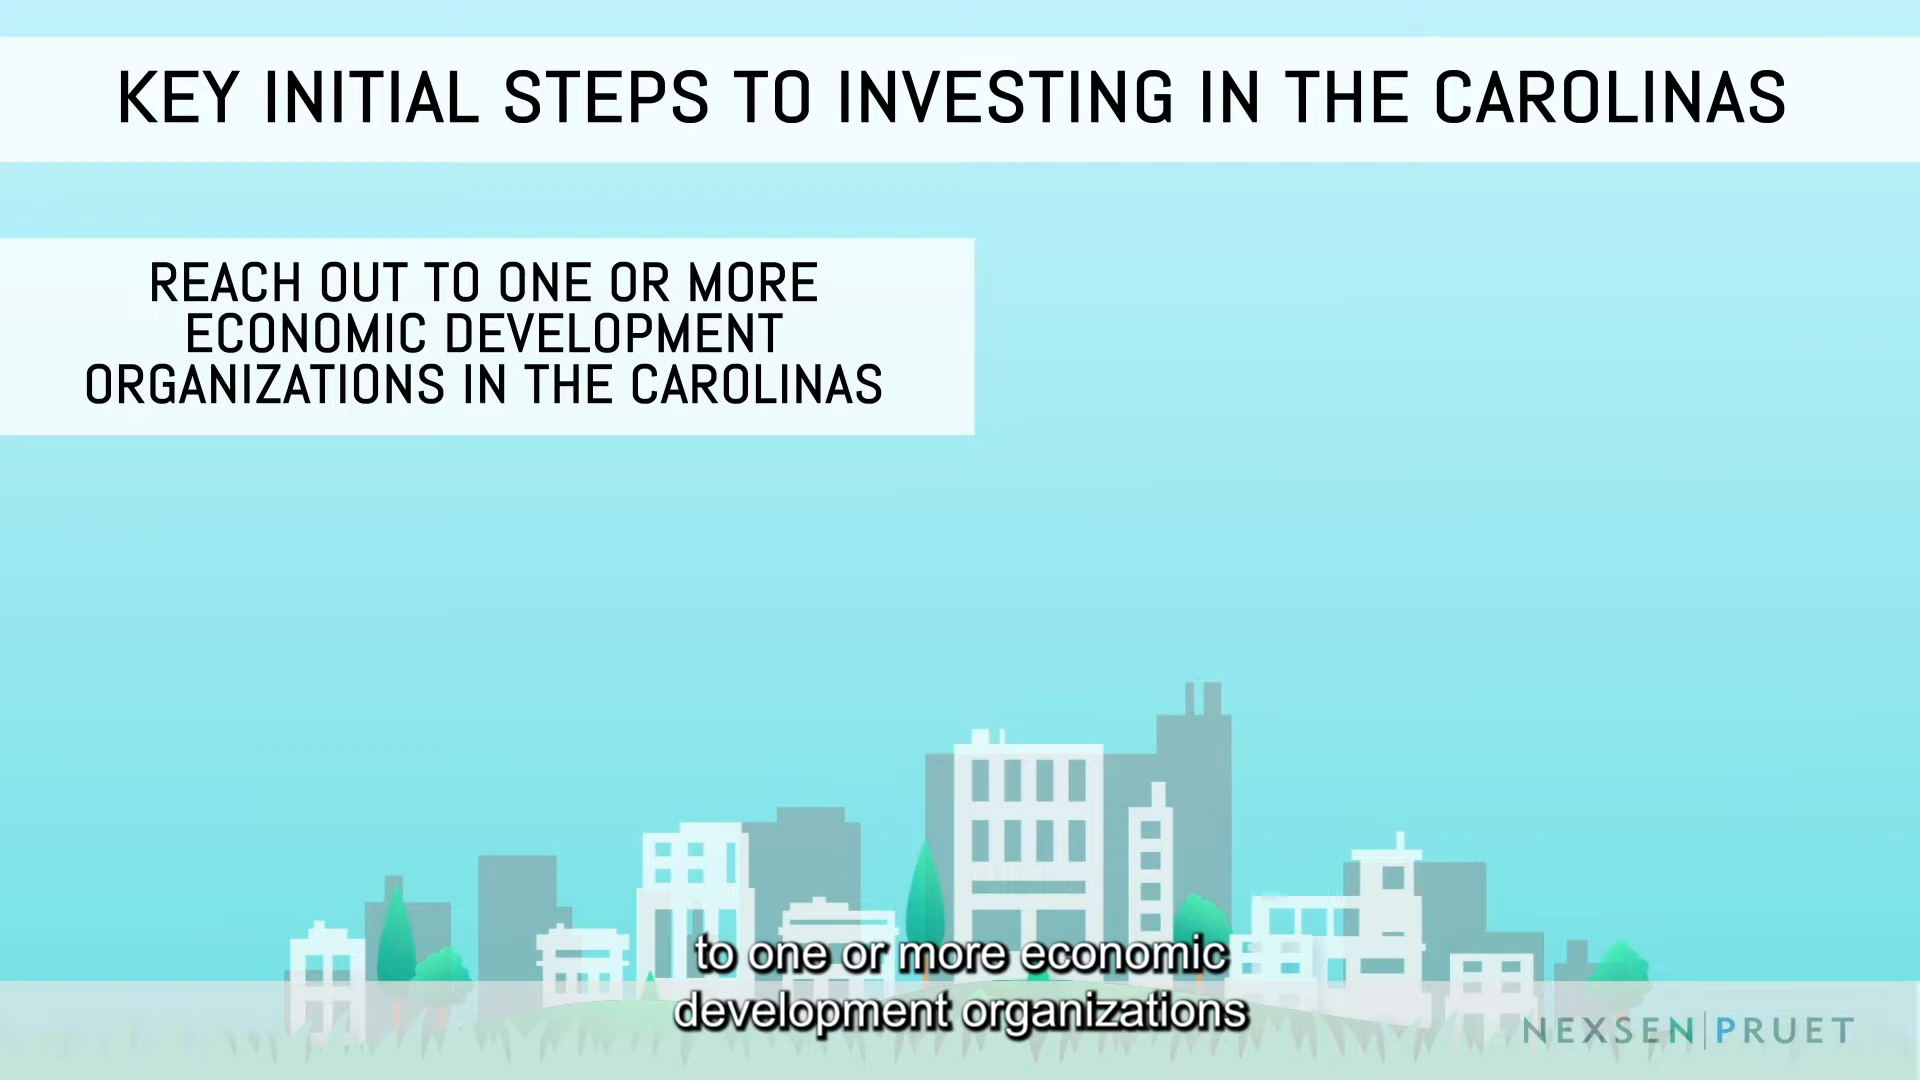 KEY INITIAL STEPS TO INVESTING IN THE CAROLINAS
REACH OUT TO ONE OR MORE
ECONOMIC DEVELOPMENT
ORGANIZATIONS IN THE CAROLINAS
to one or more economic
development organizations
NEXSEN|PRUET